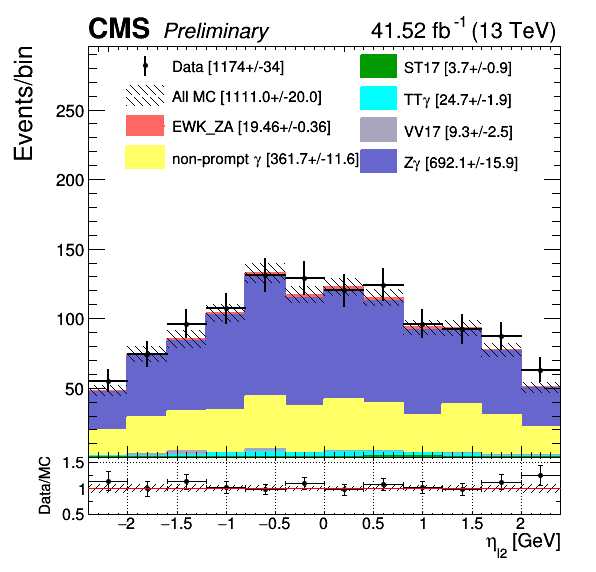 CMS Preliminary 41.52 fb⁻¹ (13 TeV)
Events/bin
Data [1174+/-34]
All MC [1111.0+/-20.0]
EWK_ZA [19.46+/-0.36]
non-prompt γ [361.7+/-11.6]
ST17 [3.7+/-0.9]
TTγ [24.7+/-1.9]
VV17 [9.3+/-2.5]
Zγ [692.1+/-15.9]
250
200
150
100
50
Data/MC
1.5
1
0.5
−2 −1.5 −1 −0.5 0 0.5 1 1.5 2
η_l2 [GeV]